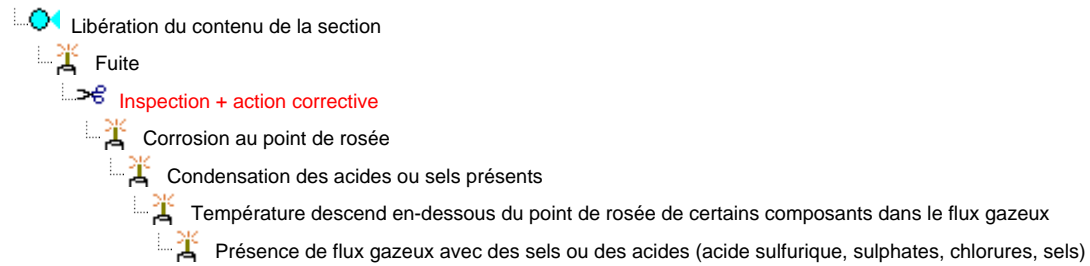 Libération du contenu de la section
Fuite
Inspection + action corrective
Corrosion au point de rosée
Condensation des acides ou sels présents
Température descend en-dessous du point de rosée de certains composants dans le flux gazeux
Présence de flux gazeux avec des sels ou des acides (acide sulfurique, sulphates, chlorures, sels)